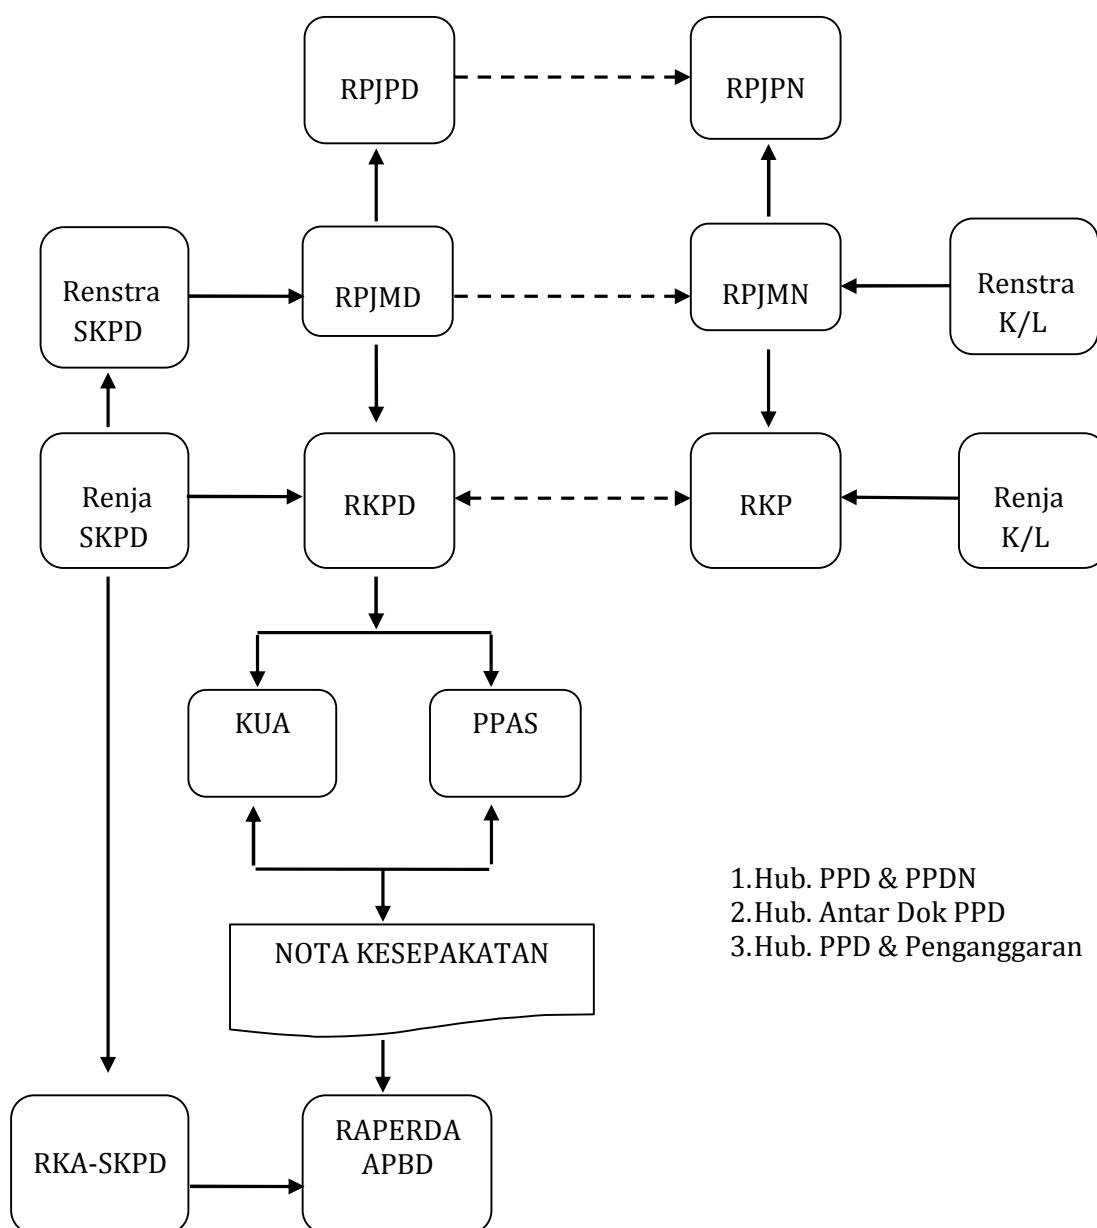 RPJPD
RPJPN
Renstra
SKPD
RPJMD
RPJMN
Renstra
K/L
Renja
SKPD
RKPD
RKP
Renja
K/L
KUA
PPAS
1.Hub. PPD & PPDN
2.Hub. Antar Dok PPD
3.Hub. PPD & Penganggaran
NOTA KESEPAKATAN
RKA-SKPD
RAPERDA
APBD